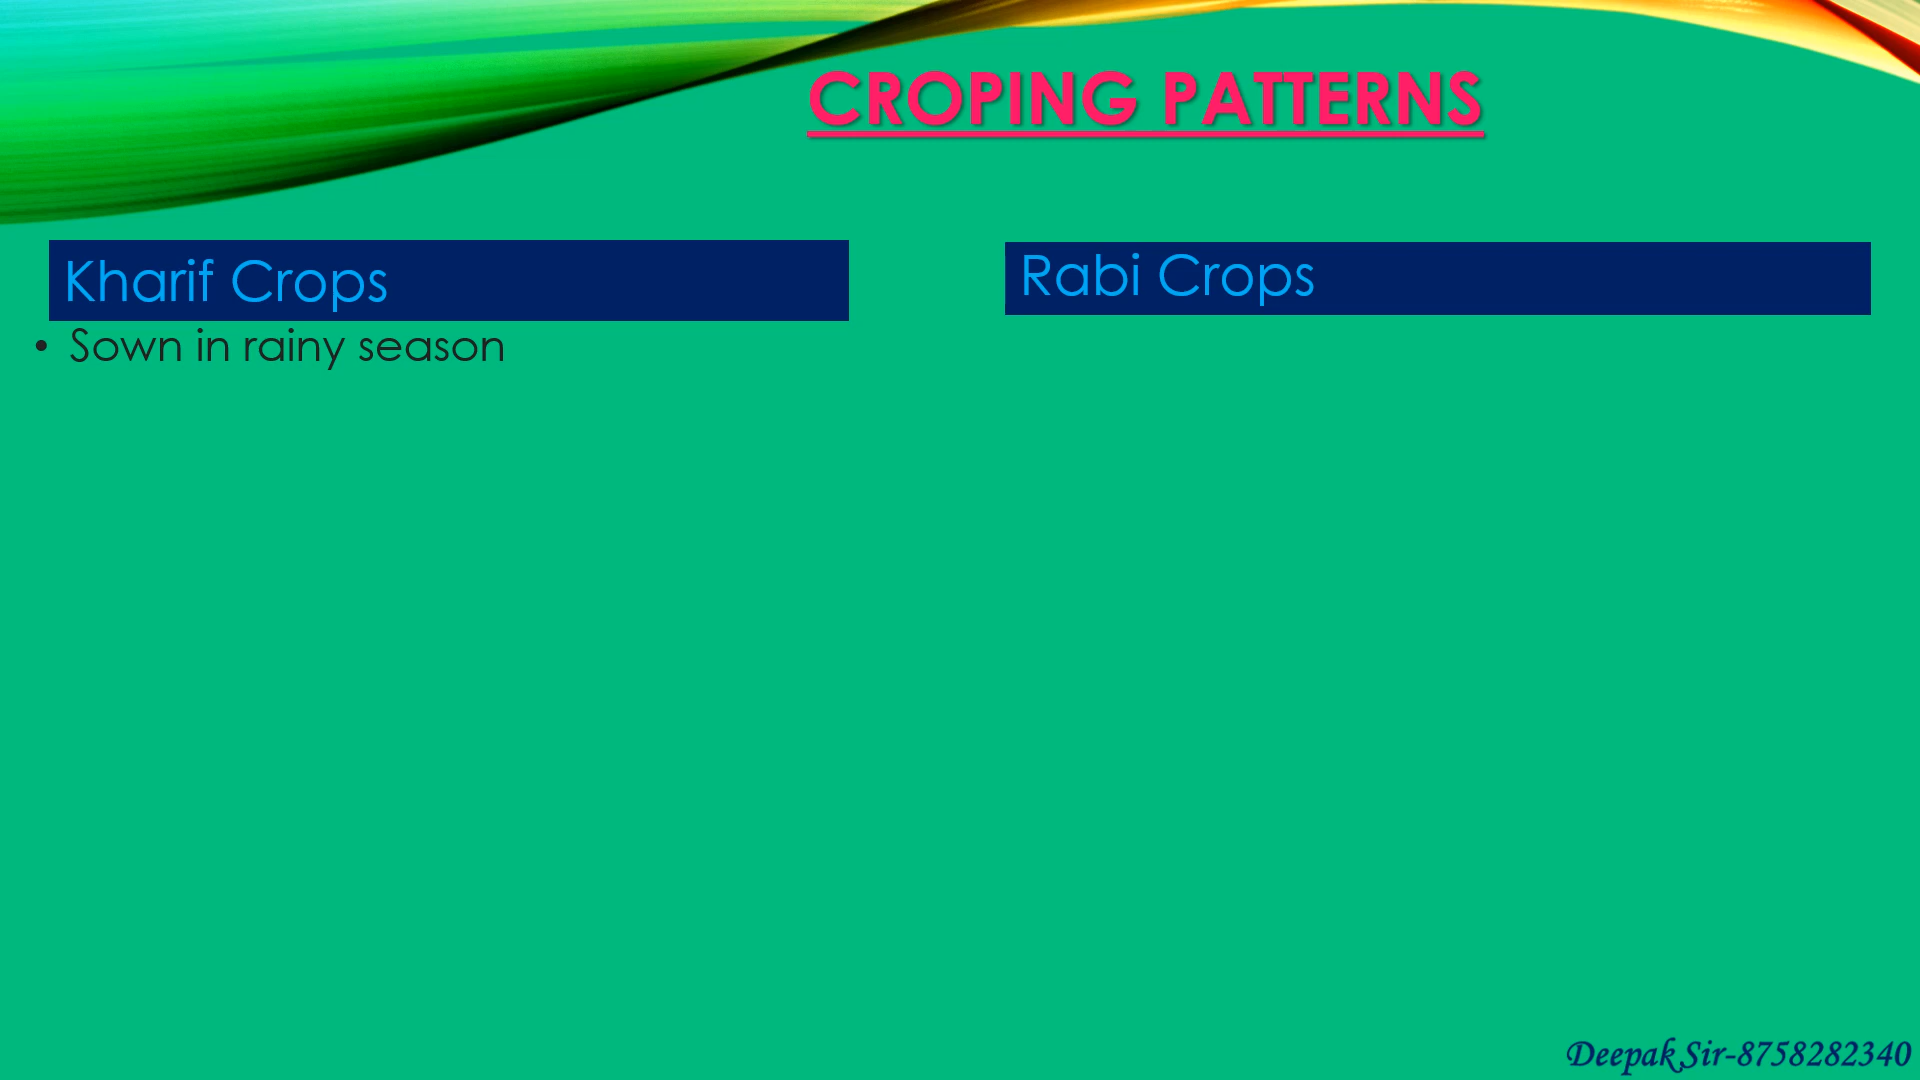 CROPING PATTERNS
Kharif Crops
Rabi Crops
• Sown in rainy season
Deepak Sir-8758282340